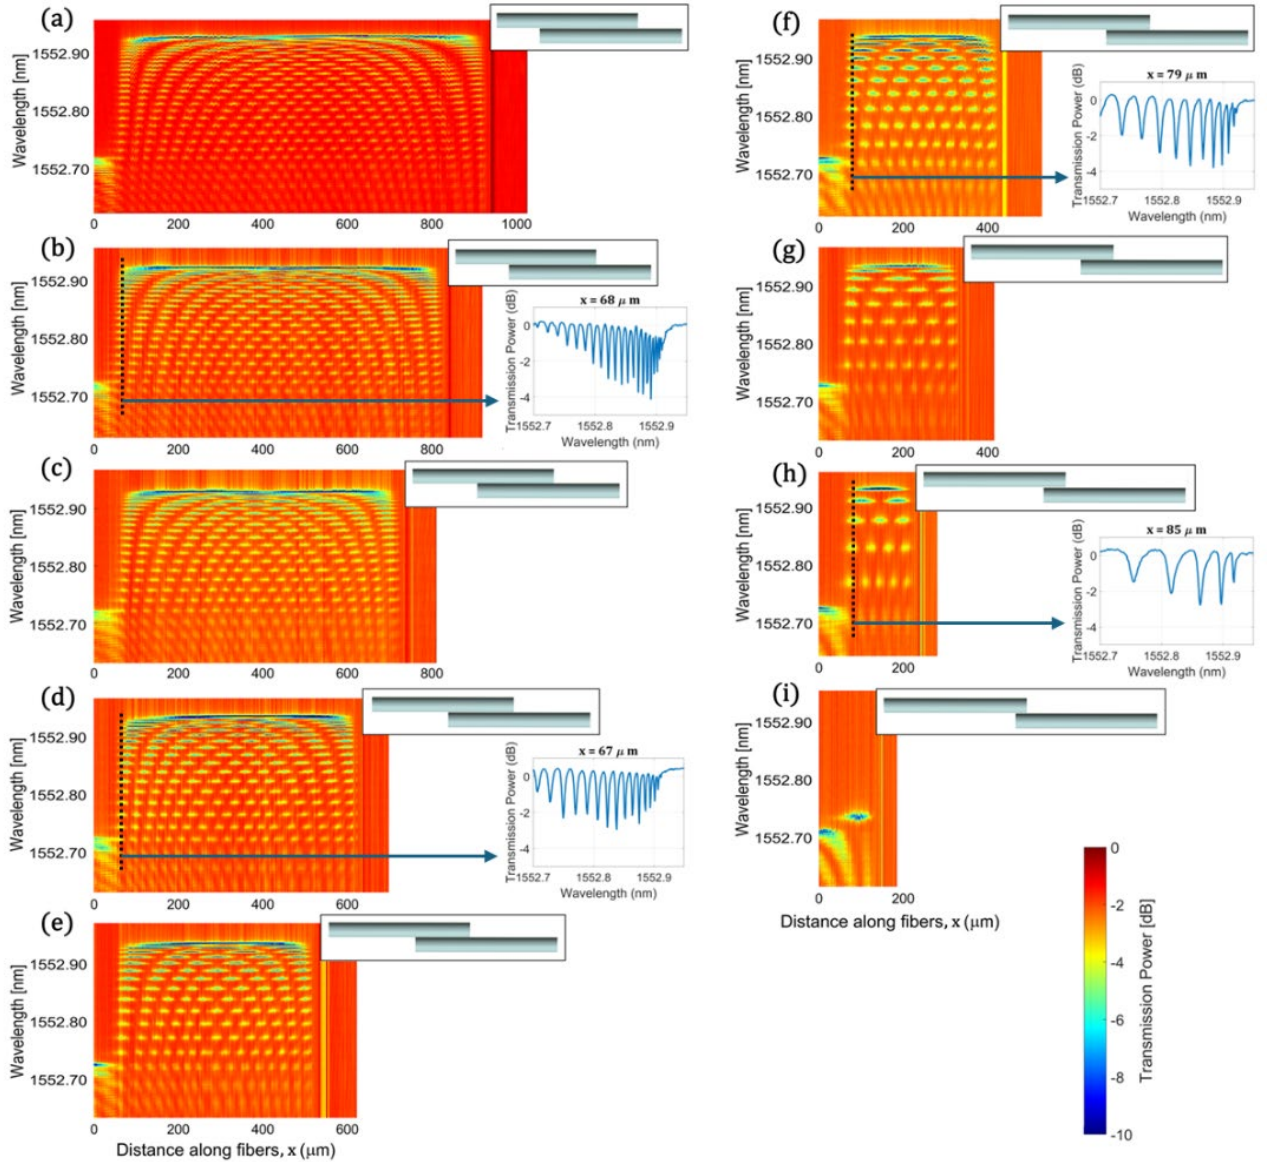 (a)
Wavelength [nm]
1552.90
1552.80
1552.70
0 200 400 600 800 1000
(b)
Wavelength [nm]
1552.90
1552.80
1552.70
0 200 400 600 800
x = 68 μ m
Transmission Power (dB)
0
-2
-4
1552.7 1552.8 1552.9
Wavelength (nm)
(c)
Wavelength [nm]
1552.90
1552.80
1552.70
0 200 400 600 800
(d)
Wavelength [nm]
1552.90
1552.80
1552.70
0 200 400 600
x = 67 μ m
Transmission Power (dB)
0
-2
-4
1552.7 1552.8 1552.9
Wavelength (nm)
(e)
Wavelength [nm]
1552.90
1552.80
1552.70
0 200 400 600
Distance along fibers, x (μm)
(f)
Wavelength [nm]
1552.90
1552.80
1552.70
0 200 400
x = 79 μ m
Transmission Power (dB)
0
-2
-4
1552.7 1552.8 1552.9
Wavelength (nm)
(g)
Wavelength [nm]
1552.90
1552.80
1552.70
0 200 400
(h)
Wavelength [nm]
1552.90
1552.80
1552.70
0 200
x = 85 μ m
Transmission Power (dB)
0
-2
-4
1552.7 1552.8 1552.9
Wavelength (nm)
(i)
Wavelength [nm]
1552.90
1552.80
1552.70
0 200
Distance along fibers, x (μm)
0
-2
-4
-6
-8
-10
Transmission Power [dB]